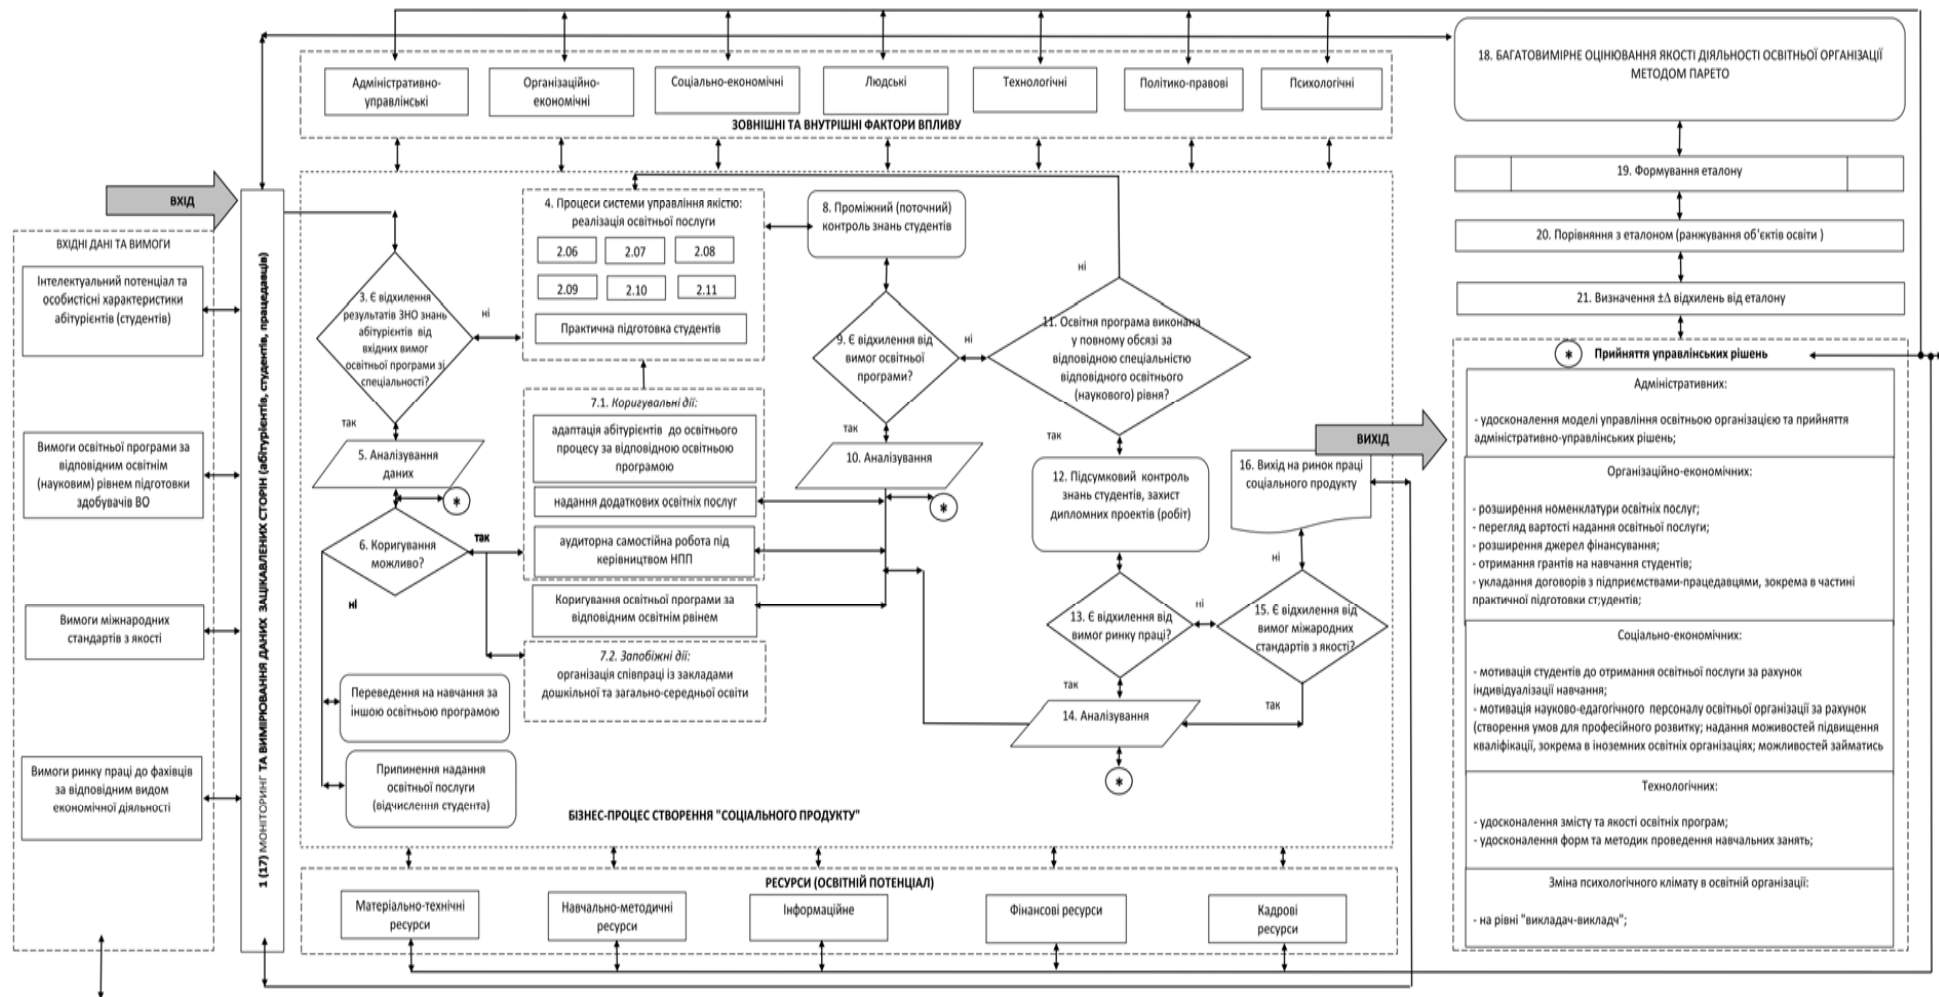 18. БАГАТОВИМІРНЕ ОЦІНЮВАННЯ ЯКОСТІ ДІЯЛЬНОСТІ ОСВІТНЬОЇ ОРГАНІЗАЦІЇ
МЕТОДОМ ПАРЕТО
Адміністративно-
управлінські
Організаційно-
економічні
Соціально-економічні
Людські
Технологічні
Політико-правові
Психологічні
ЗОВНІШНІ ТА ВНУТРІШНІ ФАКТОРИ ВПЛИВУ
19. Формування еталону
20. Порівняння з еталоном (ранжування об'єктів освіти )
21. Визначення ±Δ відхилень від еталону
ВХІД
ВХІДНІ ДАНІ ТА ВИМОГИ
Інтелектуальний потенціал та
особистісні характеристики
абітурієнтів (студентів)
Вимоги освітньої програми за
відповідним освітнім
(науковим) рівнем підготовки
здобувачів ВО
Вимоги міжнародних
стандартів з якості
Вимоги ринку праці до фахівців
за відповідним видом
економічної діяльності
1 (17) МОНІТОРИНГ ТА ВИМІРЮВАННЯ ДАНИХ ЗАЦІКАВЛЕНИХ СТОРІН (абітурієнтів, студентів, працедавців)
3. Є відхилення
результатів ЗНО знань
абітурієнтів від
вхідних вимог
освітньої програми зі
спеціальності?
ні
так
4. Процеси системи управління якістю:
реалізація освітньої послуги
2.06
2.07
2.08
2.09
2.10
2.11
Практична підготовка студентів
5. Аналізування
даних
*
6. Коригування
можливо?
так
ні
7.1. Коригувальні дії:
адаптація абітурієнтів до освітнього
процесу за відповідною освітньою
програмою
надання додаткових освітніх послуг
аудиторна самостійна робота під
керівництвом НПП
Коригування освітньої програми за
відповідним освітнім рвінем
7.2. Запобіжні дії:
організація співпраці із закладами
дошкільної та загально-середньої освіти
Переведення на навчання за
іншою освітньою програмою
Припинення надання
освітньої послуги
(відчислення студента)
8. Проміжний (поточний)
контроль знань студентів
9. Є відхилення від
вимог освітньої
програми?
ні
так
10. Аналізування
*
ні
11. Освітня програма виконана
у повному обсязі за
відповідною спеціальністю
відповідного освітнього
(наукового) рівня?
так
12. Підсумковий контроль
знань студентів, захист
дипломних проектів (робіт)
13. Є відхилення від
вимог ринку праці?
ні
так
14. Аналізування
*
15. Є відхилення від
вимог міжародних
стандартів з якості?
ні
так
16. Вихід на ринок праці
соціального продукту
ВИХІД
БІЗНЕС-ПРОЦЕС СТВОРЕННЯ "СОЦІАЛЬНОГО ПРОДУКТУ"
РЕСУРСИ (ОСВІТНІЙ ПОТЕНЦІАЛ)
Матеріально-технічні
ресурси
Навчально-методичні
ресурси
Інформаційне
Фінансові ресурси
Кадрові
ресурси
* Прийняття управлінських рішень
Адміністративних:
- удосконалення моделі управління освітньою організацією та прийняття
адміністративно-управлінських рішень;
Організаційно-економічних:
- розширення номенклатури освітніх послуг;
- перегляд вартості надання освітньої послуги;
- розширення джерел фінансування;
- отримання грантів на навчання студентів;
- укладання договорів з підприємствами-працедавцями, зокрема в частині
практичної підготовки ст;удентів;
Соціально-економічних:
- мотивація студентів до отримання освітньої послуги за рахунок
індивідуалізації навчання;
- мотивація науково-едагогічного персоналу освітньої організації за рахунок
(створення умов для професійного розвитку; надання можливостей підвищення
кваліфікації, зокрема в іноземних освітніх організаціях; можливостей займатись
Технологічних:
- удосконалення змісту та якості освітніх програм;
- удосконалення форм та методик проведення навчальних занять;
Зміна психологічного клімату в освітній організації:
- на рівні "викладач-викладч";